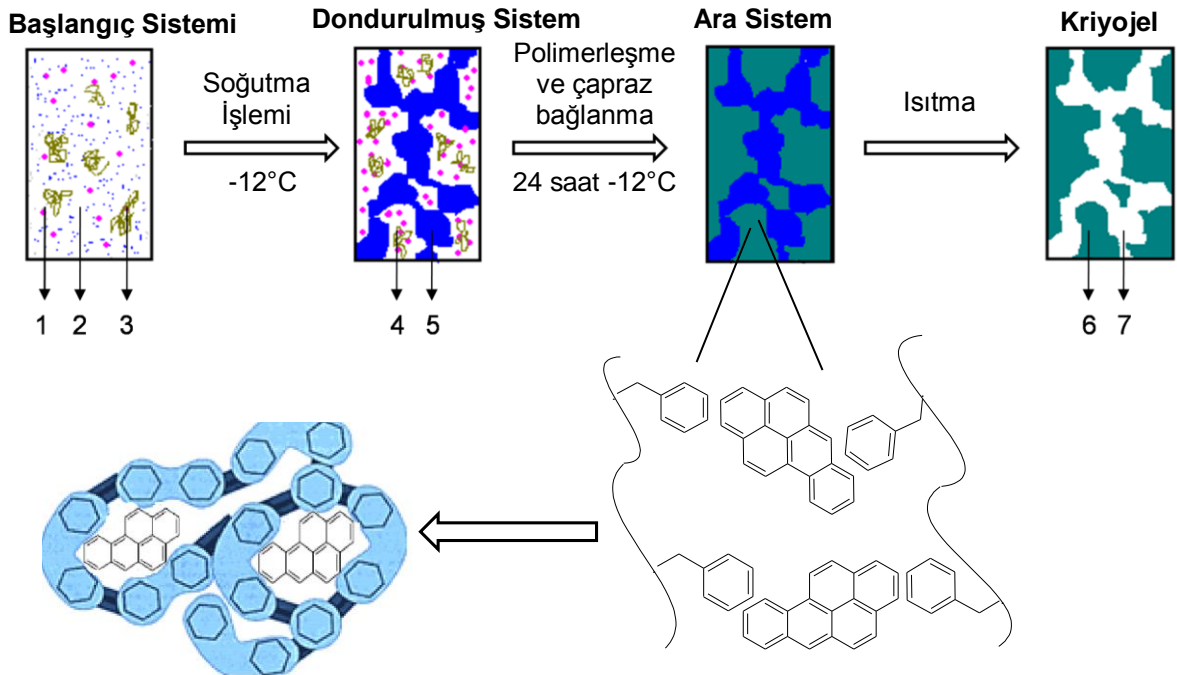 Başlangıç Sistemi
Dondurulmuş Sistem
Ara Sistem
Kriyojel
Soğutma
İşlemi
-12°C
Polimerleşme
ve çapraz
bağlanma
24 saat -12°C
Isıtma
1 2 3
4 5
6 7